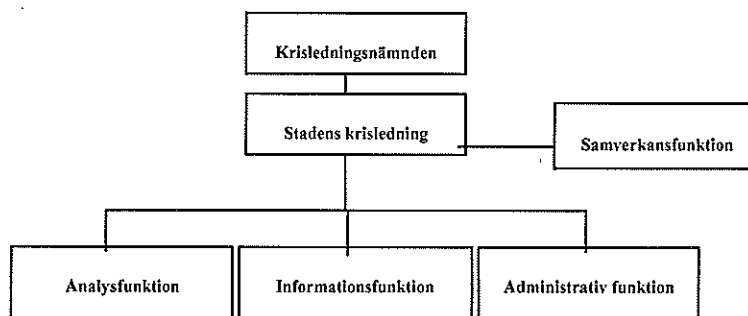 Krisledningsnämnden
Stadens krisledning
Samverkansfunktion
Analysfunktion
Informationsfunktion
Administrativ funktion